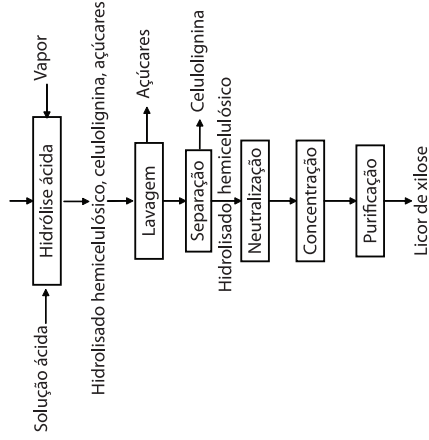 Solução ácida
Vapor
Hidrólise ácida
Hidrolisado hemicelulósico, celulolignina, açúcares
Lavagem
Açúcares
Separação
Celulolignina
Hidrolisado hemicelulósico
Neutralização
Concentração
Purificação
Licor de xilose